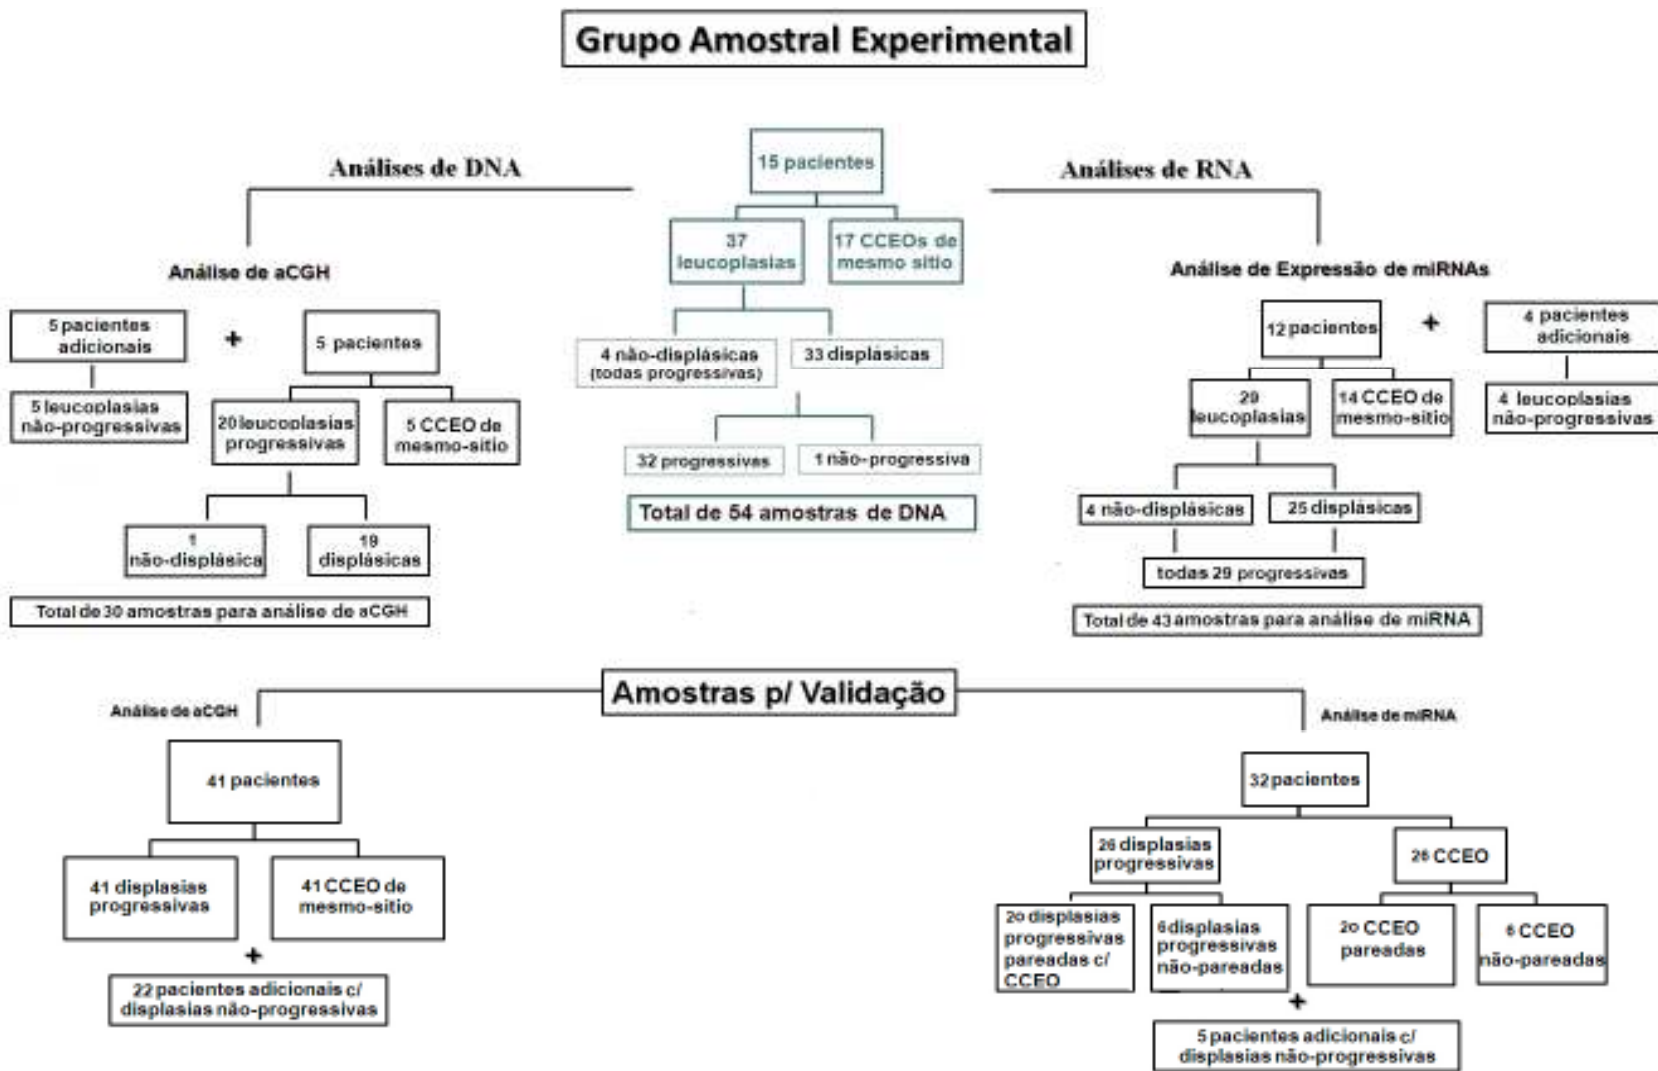 Grupo Amostral Experimental
Análises de DNA
15 pacientes
Análises de RNA
37
leucoplasias
17 CCEOs de
mesmo sítio
4 não-displásicas
(todas progressivas)
33 displásicas
32 progressivas
1 não-progressiva
Total de 54 amostras de DNA
Análise de aCGH
5 pacientes
adicionais
+
5 pacientes
5 leucoplasias
não-progressivas
20 leucoplasias
progressivas
5 CCEO de
mesmo-sítio
1
não-displásica
19
displásicas
Total de 30 amostras para análise de aCGH
Análise de Expressão de miRNAs
12 pacientes
+
4 pacientes
adicionais
29
leucoplasias
14 CCEO de
mesmo-sítio
4 leucoplasias
não-progressivas
4 não-displásicas
25 displásicas
todas 29 progressivas
Total de 43 amostras para análise de miRNA
Amostras p/ Validação
Análise de aCGH
41 pacientes
41 displasias
progressivas
41 CCEO de
mesmo-sítio
+
22 pacientes adicionais c/
displasias não-progressivas
Análise de miRNA
32 pacientes
26 displasias
progressivas
26 CCEO
20 displasias
progressivas
pareadas c/
CCEO
6 displasias
progressivas
não-pareadas
20 CCEO
pareadas
6 CCEO
não-pareadas
+
5 pacientes adicionais c/
displasias não-progressivas